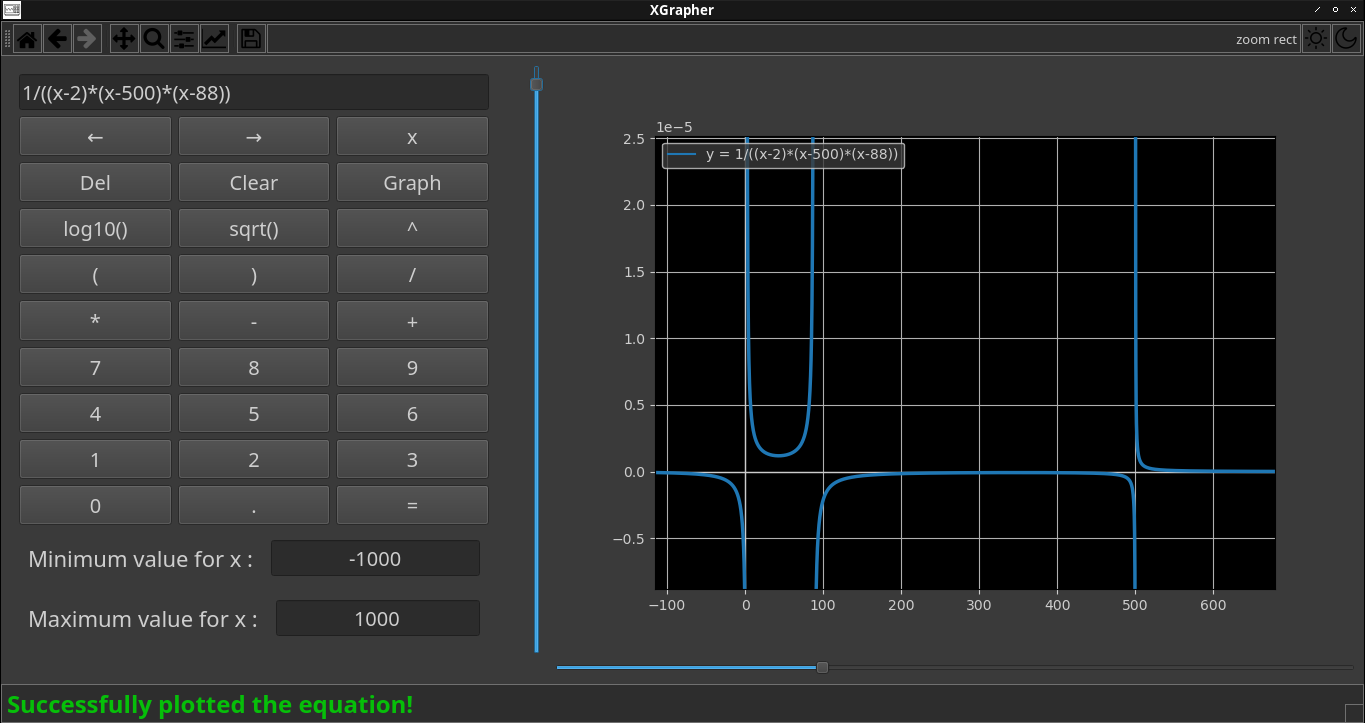 XGrapher
zoom rect
1/((x-2)*(x-500)*(x-88))
← → x
Del Clear Graph
log10() sqrt() ^
( ) /
* - +
7 8 9
4 5 6
1 2 3
0 . =
Minimum value for x : -1000
Maximum value for x : 1000
1e−5
y = 1/((x-2)*(x-500)*(x-88))
2.5
2.0
1.5
1.0
0.5
0.0
−0.5
−100 0 100 200 300 400 500 600
Successfully plotted the equation!